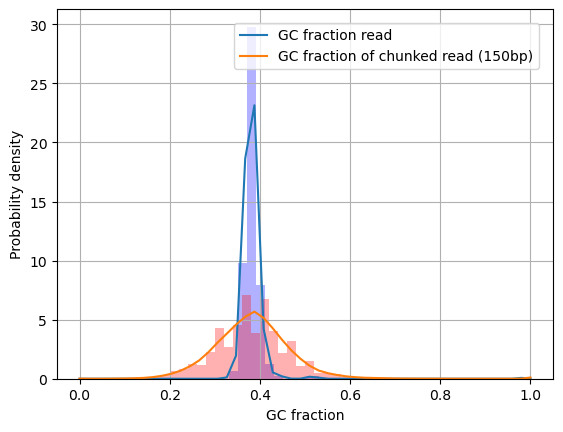 GC fraction read
GC fraction of chunked read (150bp)
Probability density
30
25
20
15
10
5
0
0.0 0.2 0.4 0.6 0.8 1.0
GC fraction